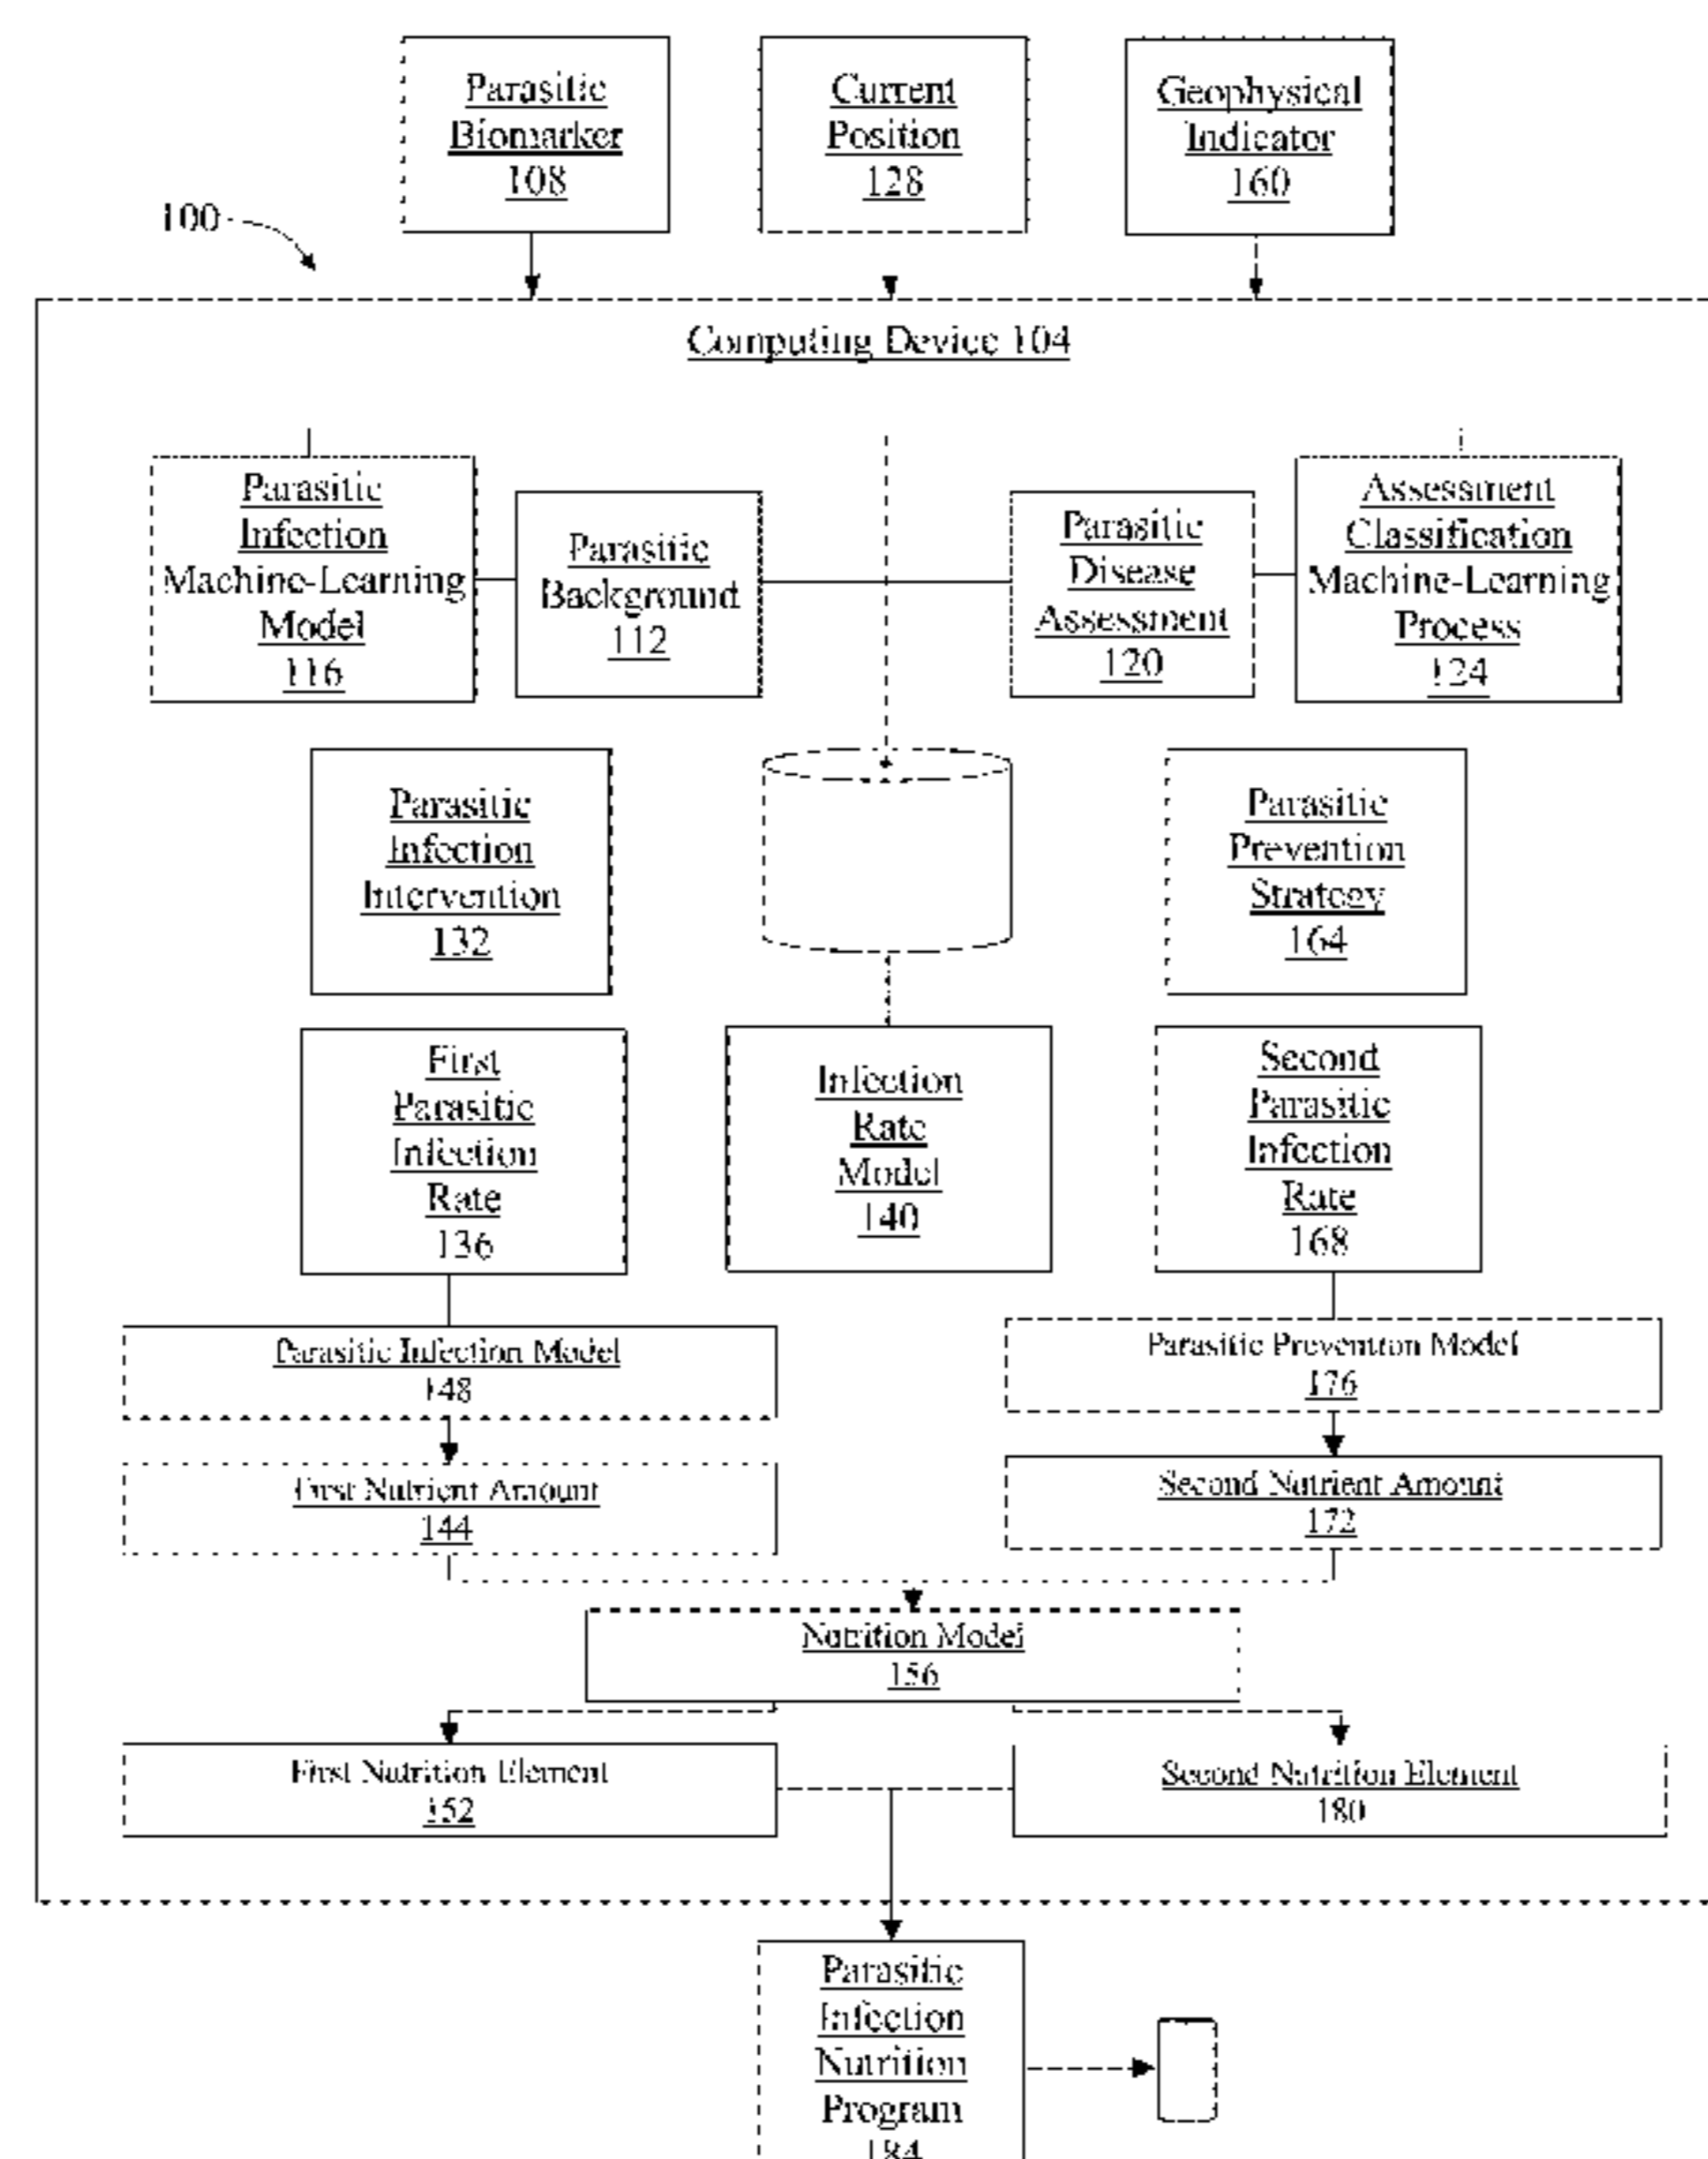 Parasitic
Biomarker
108
Current
Position
128
Geophysical
Indicator
160
100
Computing Device 104
Parasitic
Infection
Machine-Learning
Model
116
Parasitic
Background
112
Parasitic
Disease
Assessment
120
Assessment
Classification
Machine-Learning
Process
124
Parasitic
Infection
Intervention
132
Parasitic
Prevention
Strategy
164
First
Parasitic
Infection
Rate
136
Infection
Rate
Model
140
Second
Parasitic
Infection
Rate
168
Parasitic Infection Model
148
Parasitic Prevention Model
176
First Nutrient Amount
144
Second Nutrient Amount
172
Nutrition Model
156
First Nutrition Element
152
Second Nutrition Element
180
Parasitic
Infection
Nutrition
Program
184